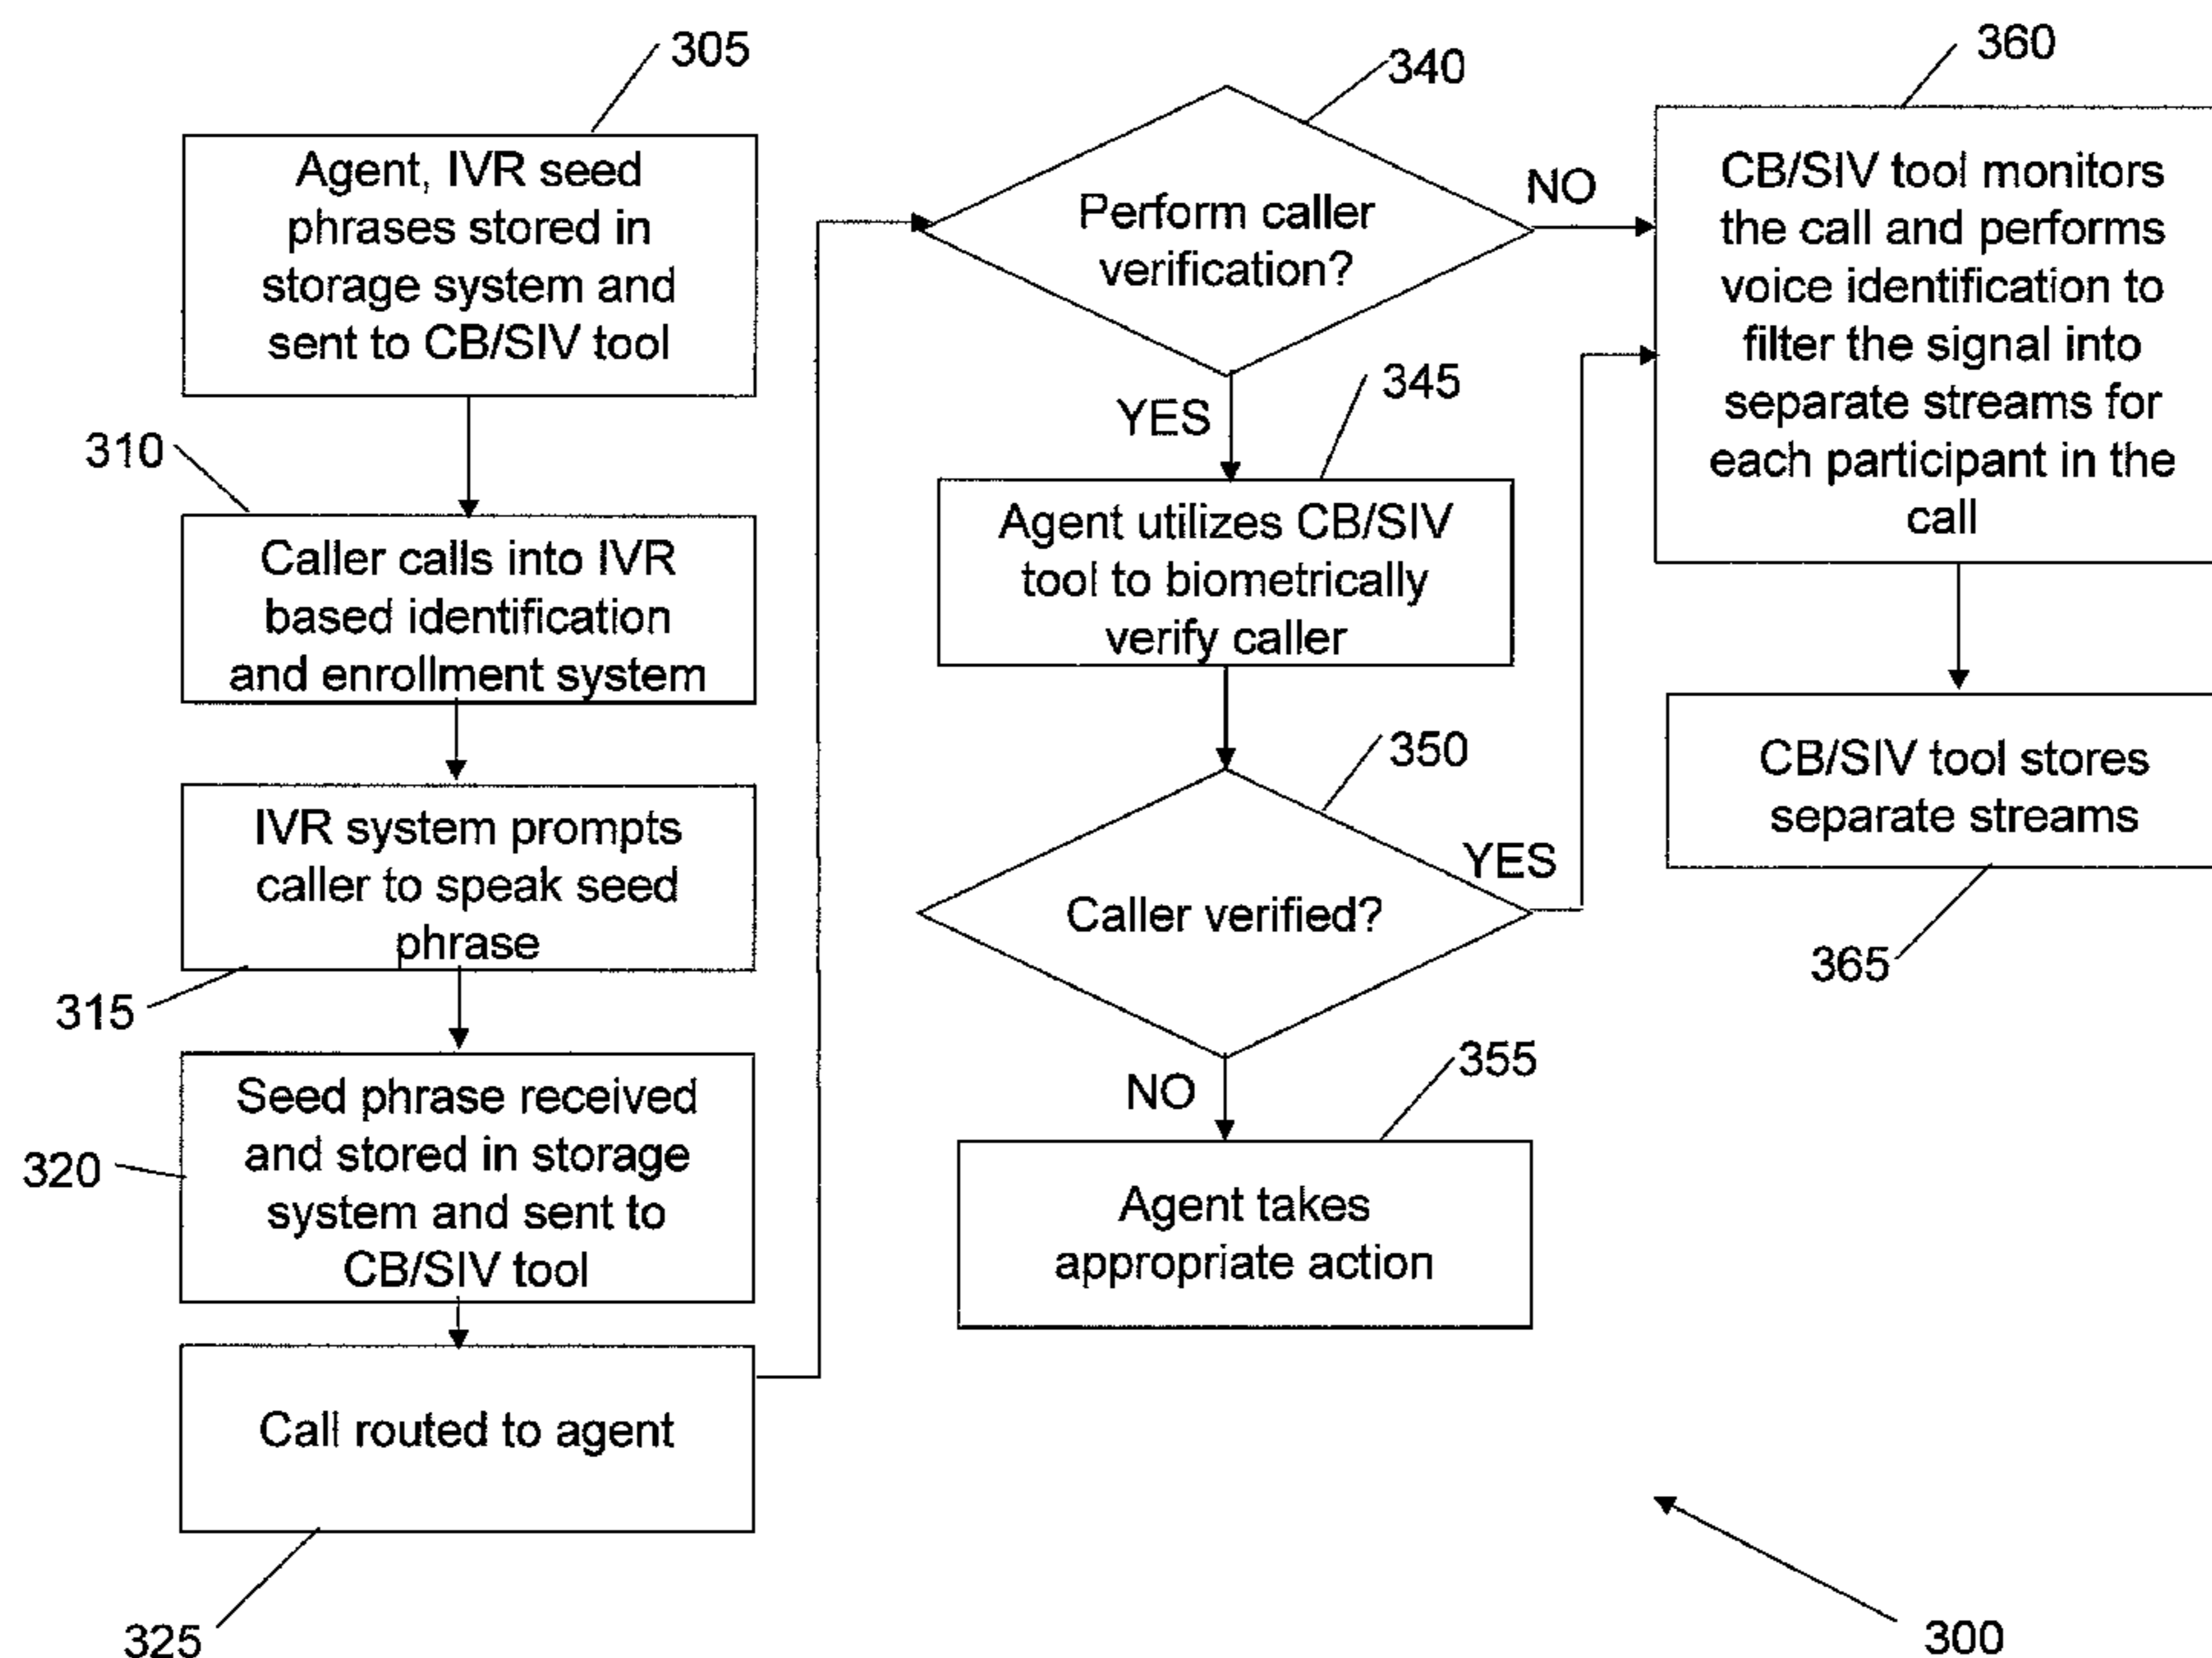 305
Agent, IVR seed
phrases stored in
storage system and
sent to CB/SIV tool
310
Caller calls into IVR
based identification
and enrollment system
IVR system prompts
caller to speak seed
phrase
315
Seed phrase received
and stored in storage
system and sent to
CB/SIV tool
320
Call routed to agent
325
340
Perform caller
verification?
NO
YES
345
Agent utilizes CB/SIV
tool to biometrically
verify caller
350
Caller verified?
YES
NO
355
Agent takes
appropriate action
360
CB/SIV tool monitors
the call and performs
voice identification to
filter the signal into
separate streams for
each participant in the
call
CB/SIV tool stores
separate streams
365
300